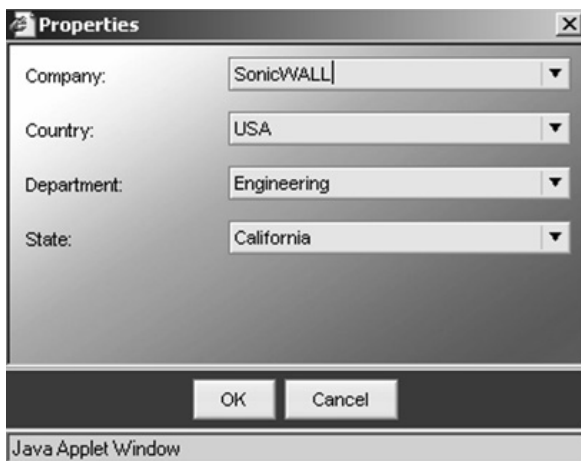 Properties
Company: SonicWALL
Country: USA
Department: Engineering
State: California
OK Cancel
Java Applet Window